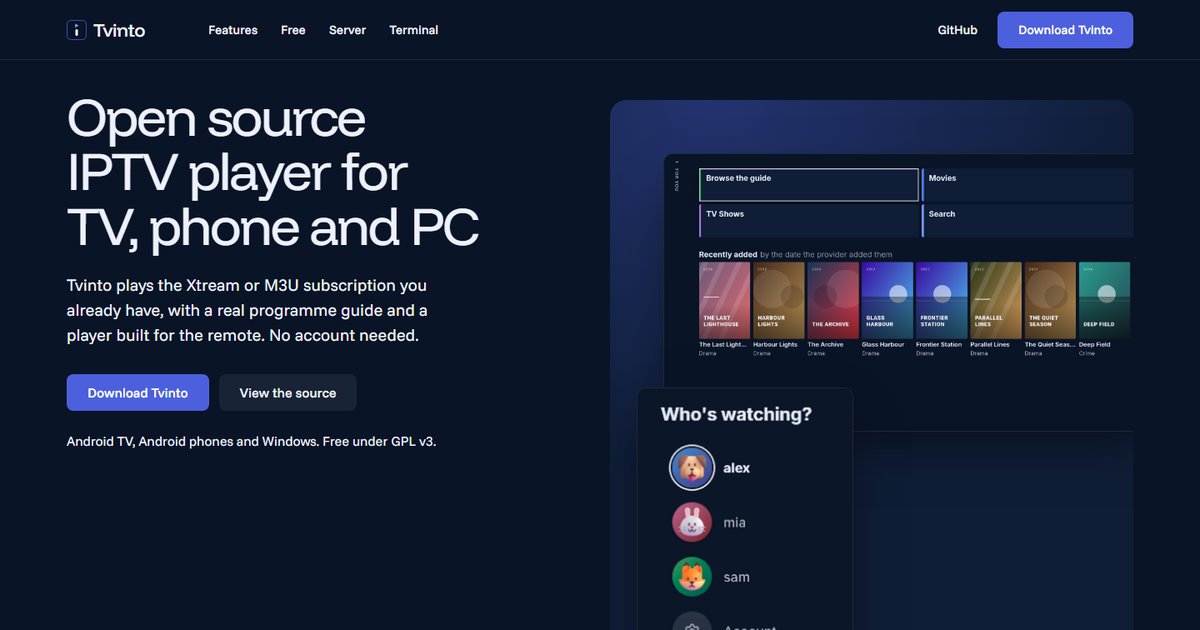 Tvinto
Features
Free
Server
Terminal
GitHub
Download Tvinto
Open source
IPTV player for
TV, phone and PC
Tvinto plays the Xtream or M3U subscription you
already have, with a real programme guide and a
player built for the remote. No account needed.
Download Tvinto
View the source
Android TV, Android phones and Windows. Free under GPL v3.
FOR YOU
Browse the guide
Movies
TV Shows
Search
Recently added by the date the provider added them
THE LAST
LIGHTHOUSE
HARBOUR
LIGHTS
THE ARCHIVE
GLASS
HARBOUR
FRONTIER
STATION
PARALLEL
LINES
THE QUIET
SEASON
DEEP FIELD
The Last Light...
Harbour Lights
The Archive
Glass Harbour
Frontier Station
Parallel Lines
The Quiet Seas...
Deep Field
Drama
Drama
Drama
Drama
Drama
Drama
Drama
Crime
Who's watching?
alex
mia
sam